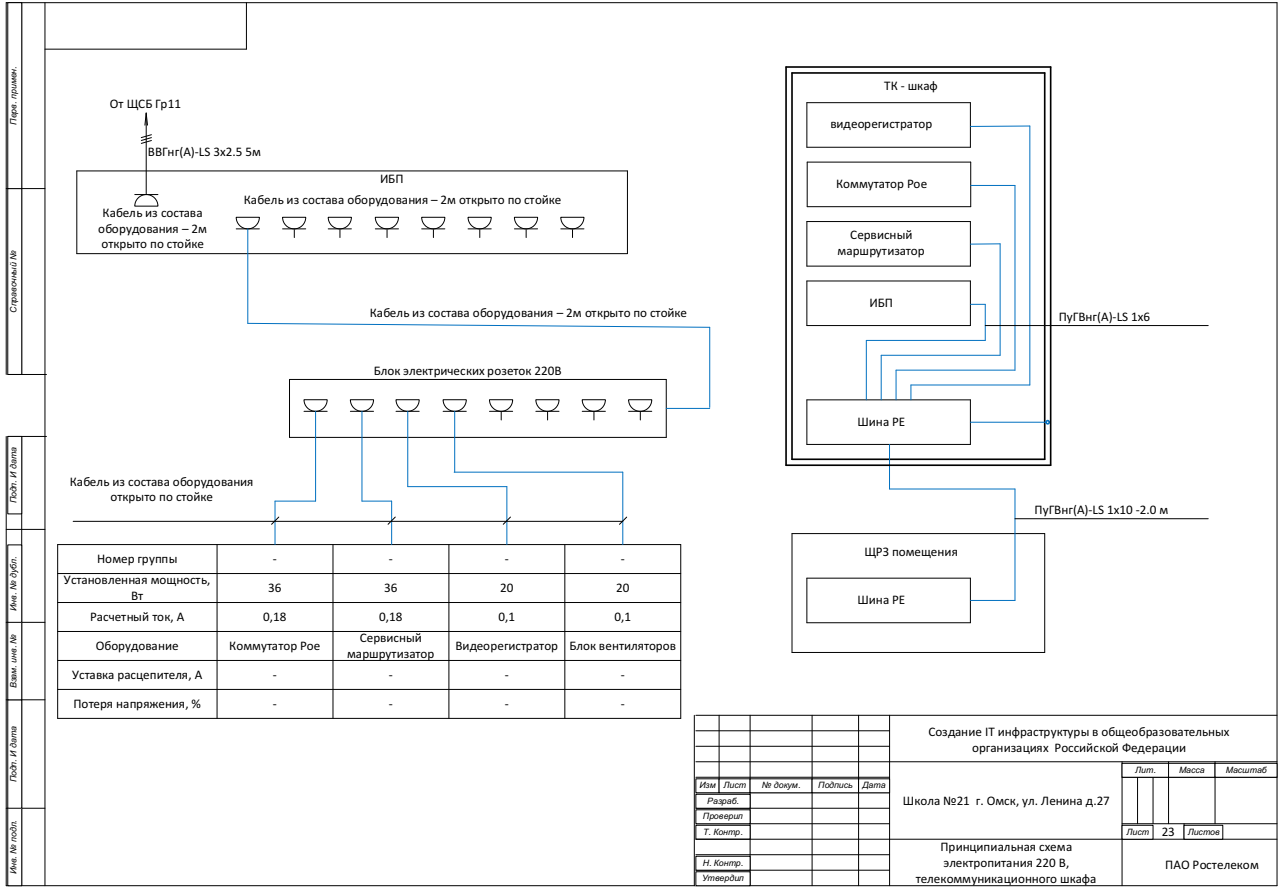 Перв. примен.
Справочный №
Подп. И дата
Инв. № дубл.
Взам. инв. №
Подп. И дата
Инв. № подл.
От ЩСБ Гр11
ВВГнг(А)-LS 3х2.5 5м
ИБП
Кабель из состава оборудования – 2м открыто по стойке
Кабель из состава
оборудования – 2м
открыто по стойке
Кабель из состава оборудования – 2м открыто по стойке
Блок электрических розеток 220В
Кабель из состава оборудования
открыто по стойке
Номер группы - - - -
Установленная мощность,
Вт
36 36 20 20
Расчетный ток, А 0,18 0,18 0,1 0,1
Оборудование Коммутатор Poe
Сервисный
маршрутизатор
Видеорегистратор Блок вентиляторов
Уставка расцепителя, А - - - -
Потеря напряжения, % - - - -
ТК - шкаф
видеорегистратор
Коммутатор Poe
Сервисный
маршрутизатор
ИБП
ПуГВнг(А)-LS 1х6
Шина PE
ПуГВнг(А)-LS 1х10 -2.0 м
ЩРЗ помещения
Шина PE
Создание IT инфраструктуры в общеобразовательных
организациях Российской Федерации
Изм Лист № докум. Подпись Дата
Разраб.
Проверил
Т. Контр.
Н. Контр.
Утвердил
Школа №21 г. Омск, ул. Ленина д.27
Лит. Масса Масштаб
Лист 23 Листов
Принципиальная схема
электропитания 220 В,
телекоммуникационного шкафа
ПАО Ростелеком